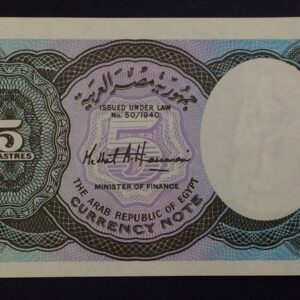 جمهورية مصر العربية
ISSUED UNDER LAW
No. 50/1940
5
5
PIASTRES
MINISTER OF FINANCE
THE ARAB REPUBLIC OF EGYPT
CURRENCY NOTE